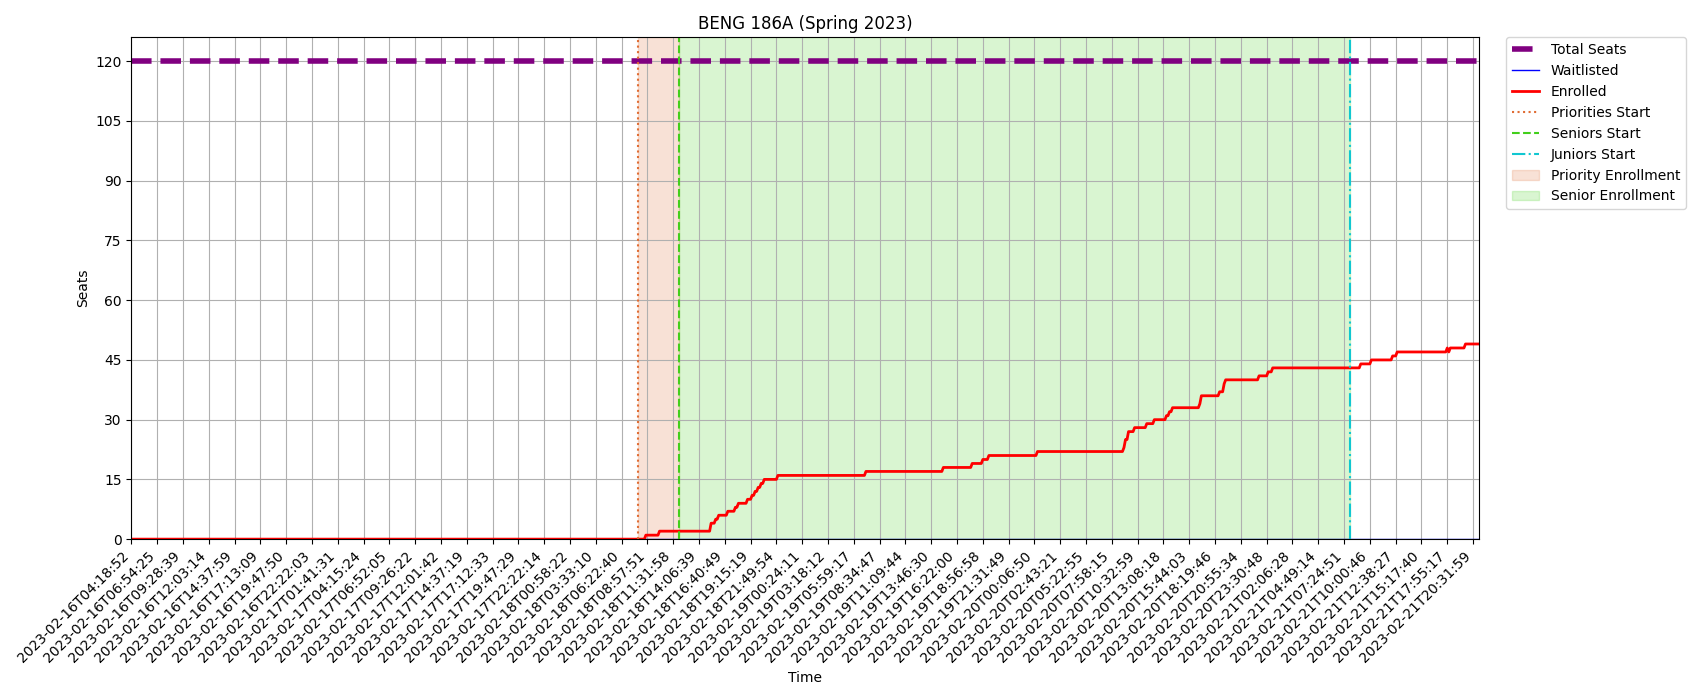 BENG 186A (Spring 2023)
Total Seats
Waitlisted
Enrolled
Priorities Start
Seniors Start
Juniors Start
Priority Enrollment
Senior Enrollment
Seats
120
105
90
75
60
45
30
15
0
2023-02-16T04:18:52
2023-02-16T06:54:25
2023-02-16T09:28:39
2023-02-16T12:03:14
2023-02-16T14:37:59
2023-02-16T17:13:09
2023-02-16T19:47:50
2023-02-16T22:22:03
2023-02-17T01:41:31
2023-02-17T04:15:24
2023-02-17T06:52:05
2023-02-17T09:26:22
2023-02-17T12:01:42
2023-02-17T14:37:19
2023-02-17T17:12:33
2023-02-17T19:47:29
2023-02-17T22:22:14
2023-02-18T00:58:22
2023-02-18T03:33:10
2023-02-18T06:22:40
2023-02-18T08:57:51
2023-02-18T11:31:58
2023-02-18T14:06:39
2023-02-18T16:40:49
2023-02-18T19:15:19
2023-02-18T21:49:54
2023-02-19T00:24:11
2023-02-19T03:18:12
2023-02-19T05:59:17
2023-02-19T08:34:47
2023-02-19T11:09:44
2023-02-19T13:46:30
2023-02-19T16:22:00
2023-02-19T18:56:58
2023-02-19T21:31:49
2023-02-20T00:06:50
2023-02-20T02:43:21
2023-02-20T05:22:55
2023-02-20T07:58:15
2023-02-20T10:32:59
2023-02-20T13:08:18
2023-02-20T15:44:03
2023-02-20T18:19:46
2023-02-20T20:55:34
2023-02-20T23:30:48
2023-02-21T02:06:28
2023-02-21T04:49:14
2023-02-21T07:24:51
2023-02-21T10:00:46
2023-02-21T12:38:27
2023-02-21T15:17:40
2023-02-21T17:55:17
2023-02-21T20:31:59
Time